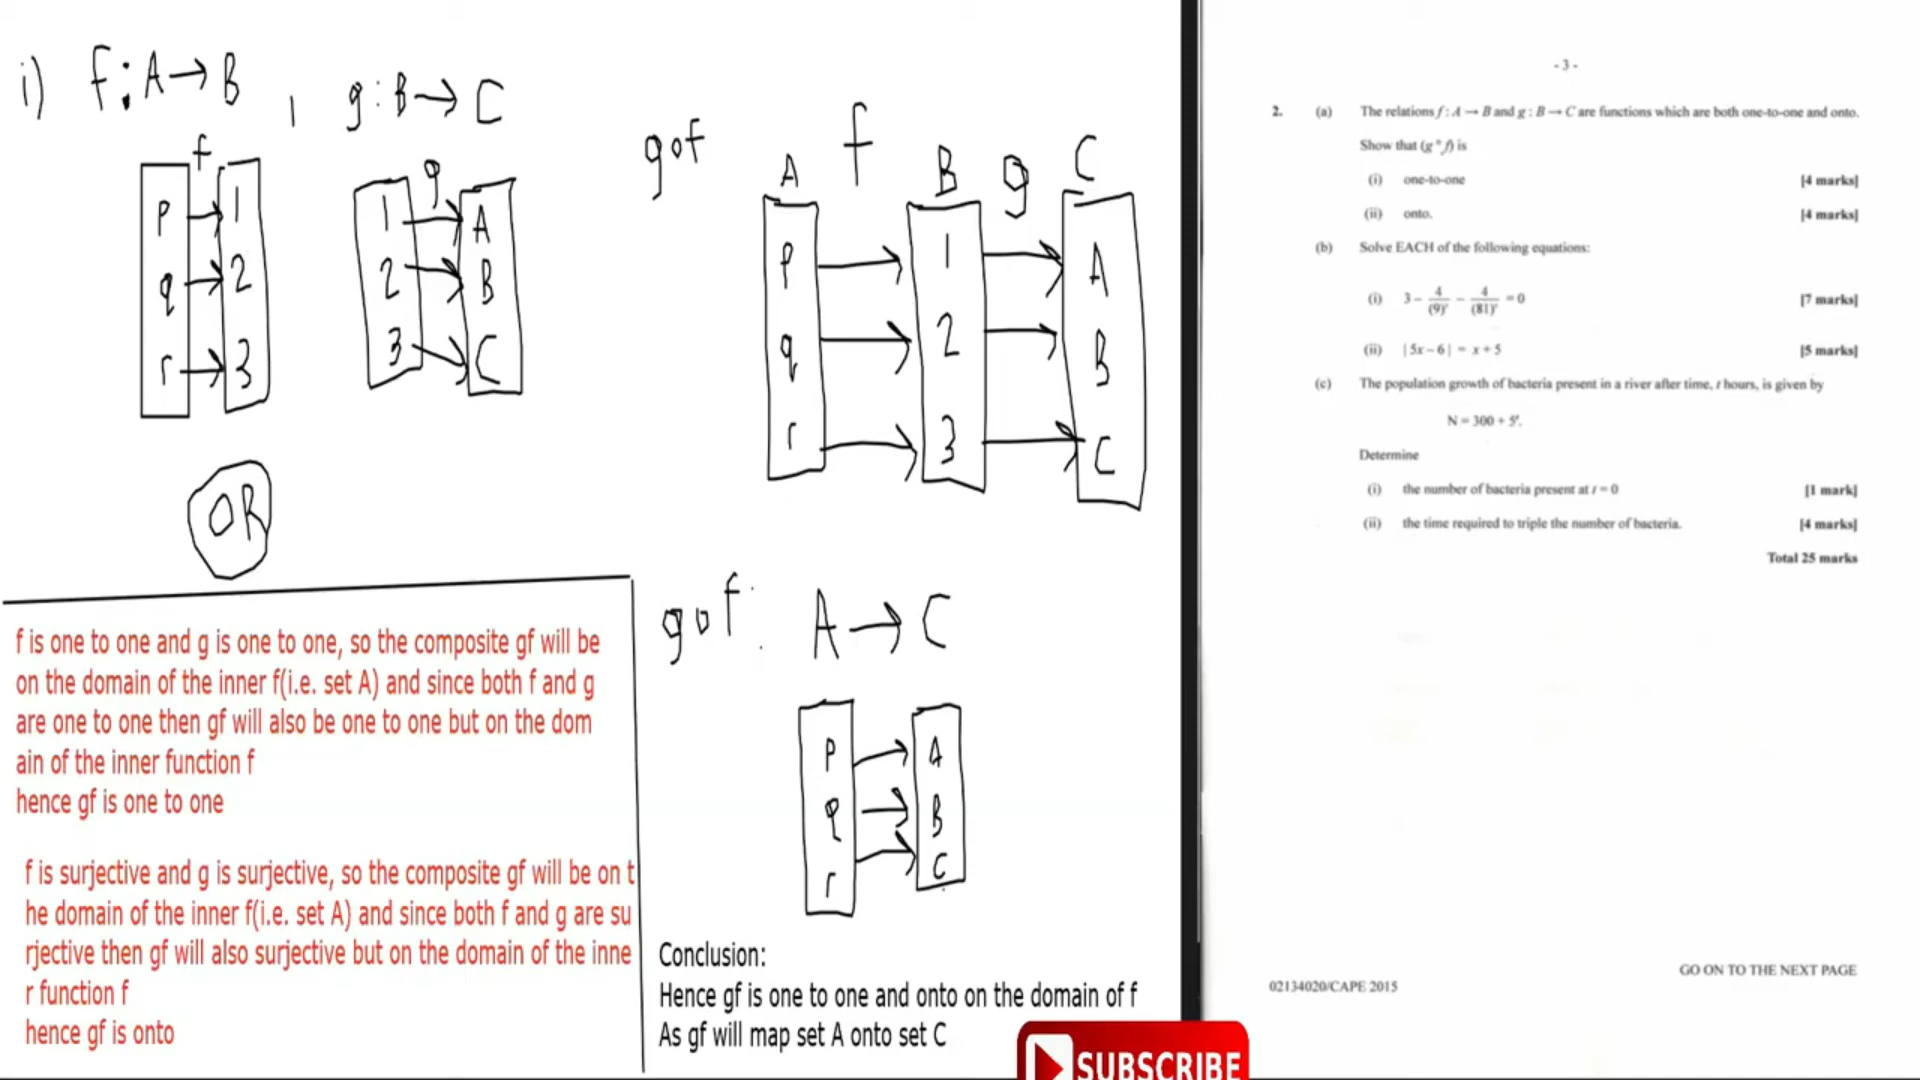 i) f: A → B , g: B → C
f
p 1
q 2
r 3
g
1 A
2 B
3 C
gof
A f B g C
p 1 A
q 2 B
r 3 C
OR
gof: A → C
p A
q B
r C
f is one to one and g is one to one, so the composite gf will be
on the domain of the inner f(i.e. set A) and since both f and g
are one to one then gf will also be one to one but on the dom
ain of the inner function f
hence gf is one to one
f is surjective and g is surjective, so the composite gf will be on t
he domain of the inner f(i.e. set A) and since both f and g are su
rjective then gf will also surjective but on the domain of the inne
r function f
hence gf is onto
Conclusion:
Hence gf is one to one and onto on the domain of f
As gf will map set A onto set C
SUBSCRIBE
- 3 -
2. (a) The relations f : A → B and g : B → C are functions which are both one-to-one and onto.
Show that (g ° f) is
(i) one-to-one [4 marks]
(ii) onto. [4 marks]
(b) Solve EACH of the following equations:
(i) 3 − 4/(9)ˣ − 4/(81)ˣ = 0 [7 marks]
(ii) | 5x − 6 | = x + 5 [5 marks]
(c) The population growth of bacteria present in a river after time, t hours, is given by
N = 300 + 5ᵗ.
Determine
(i) the number of bacteria present at t = 0 [1 mark]
(ii) the time required to triple the number of bacteria. [4 marks]
Total 25 marks
GO ON TO THE NEXT PAGE
02134020/CAPE 2015